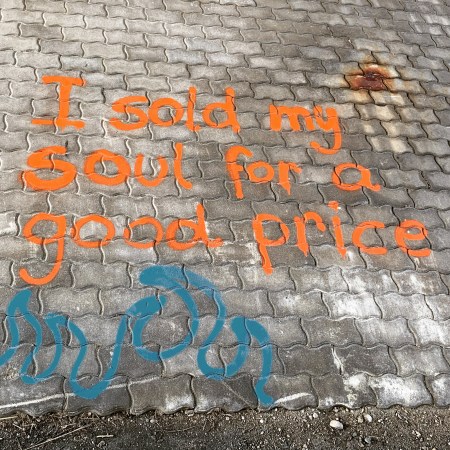 I sold my
soul for a
good price